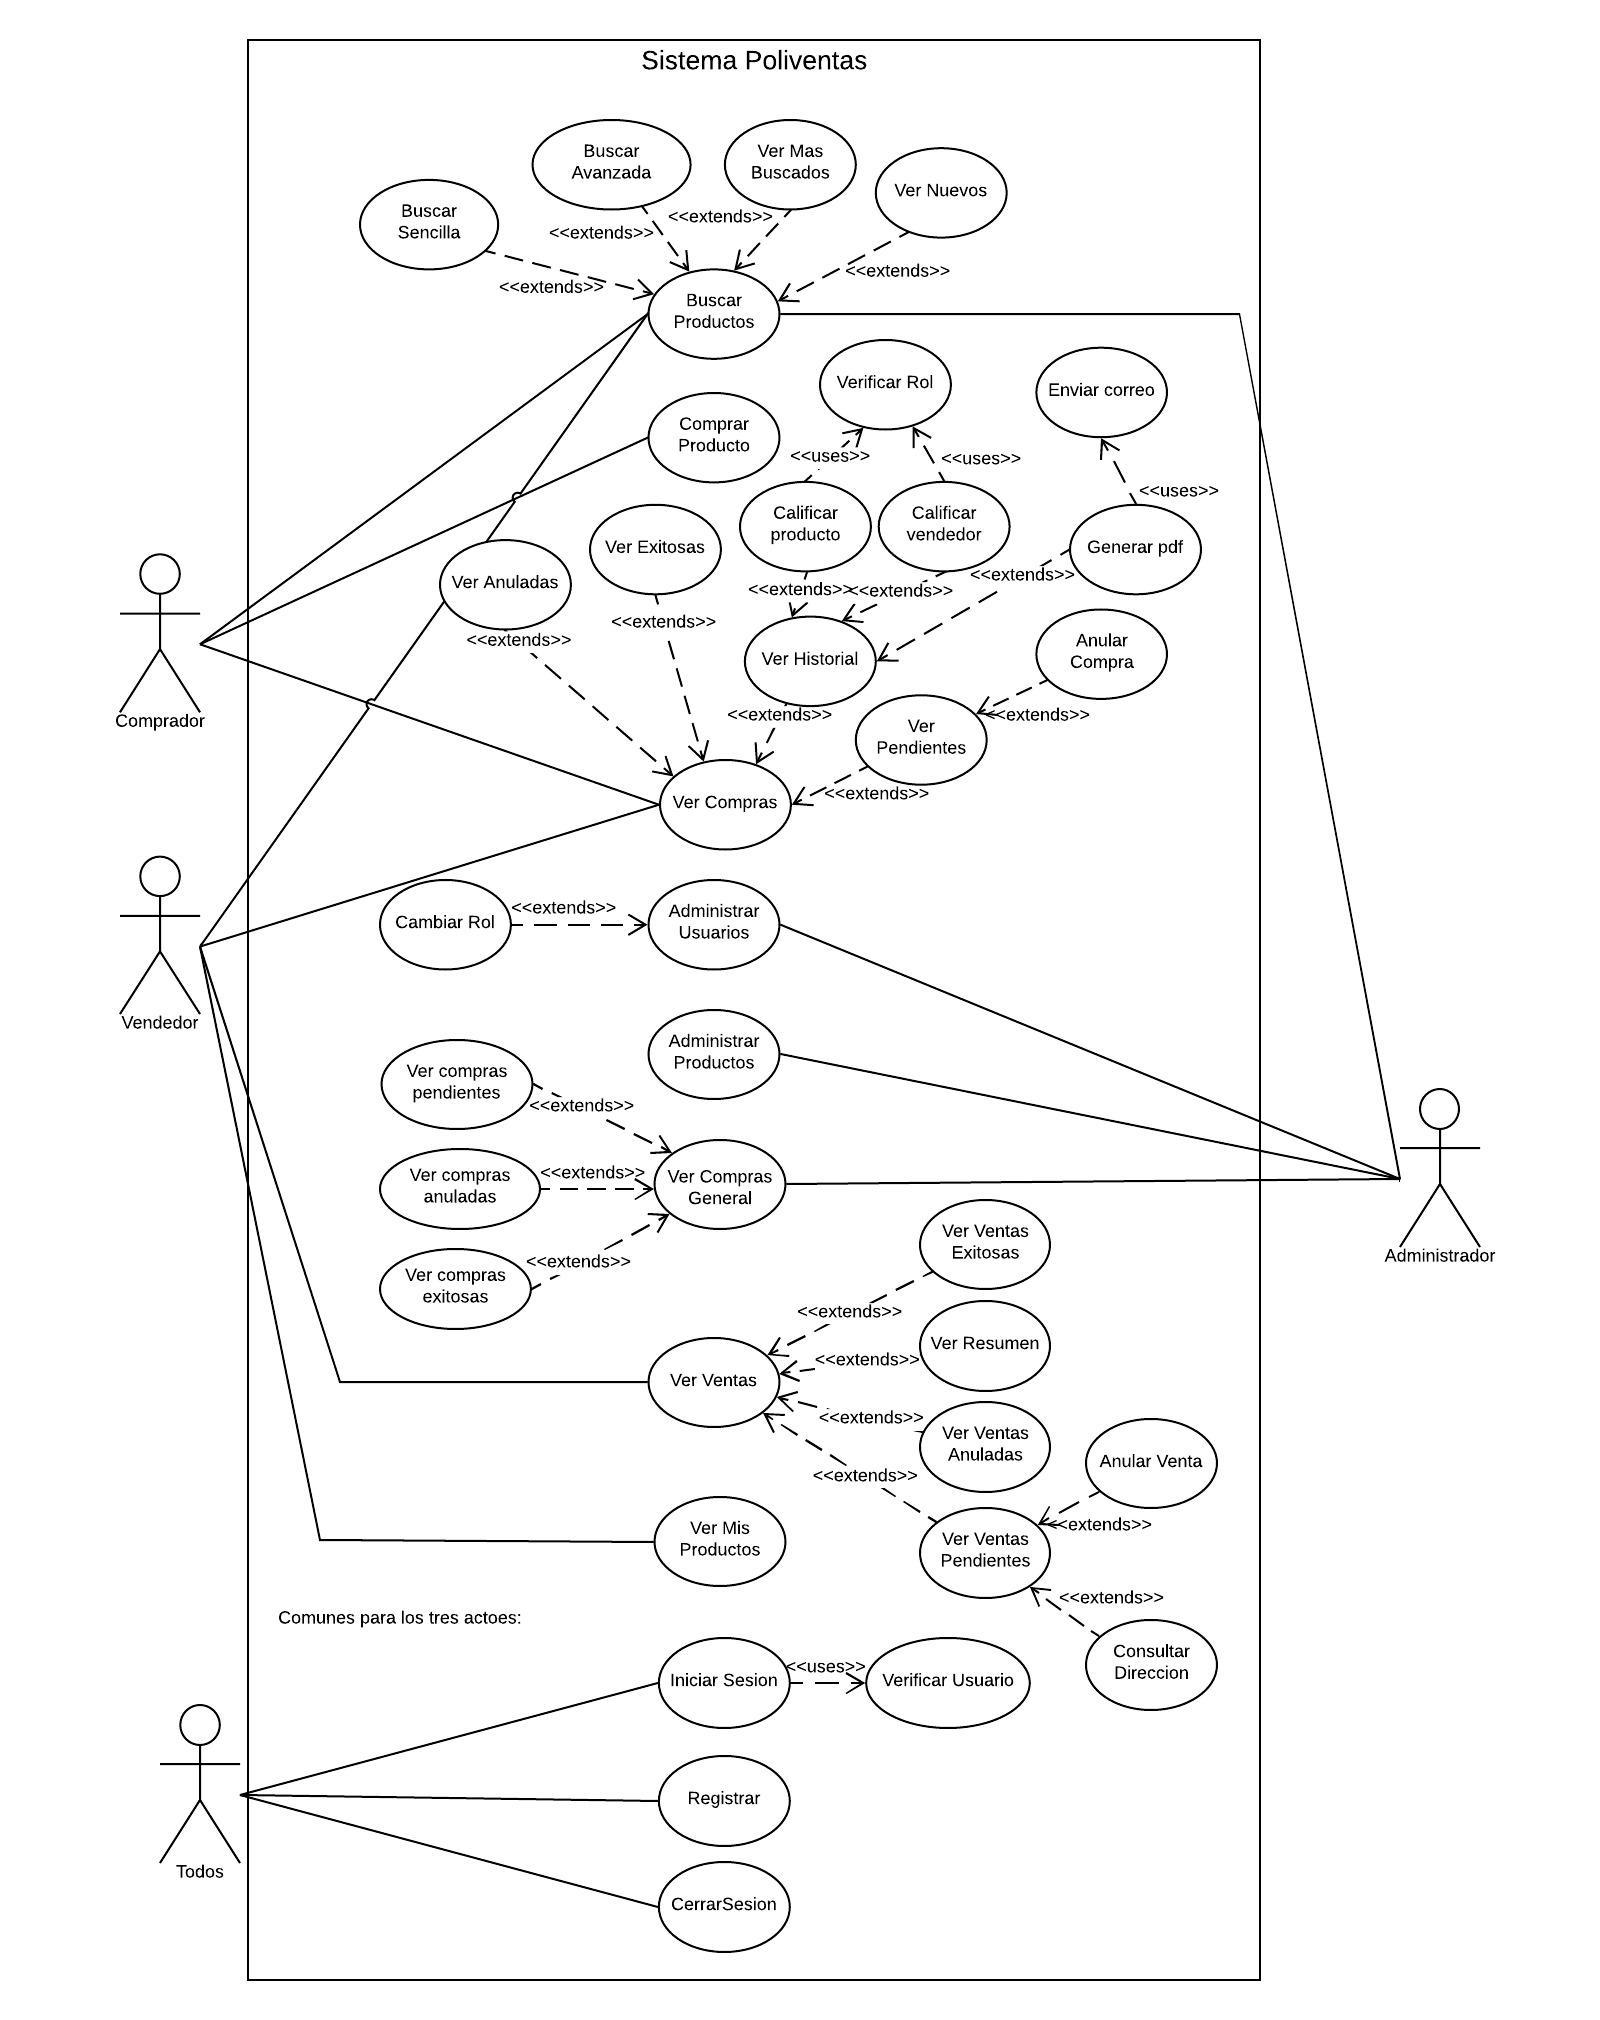 Sistema Poliventas
Buscar
Avanzada
Ver Mas
Buscados
Ver Nuevos
Buscar
Sencilla
<<extends>>
<<extends>>
<<extends>>
<<extends>>
Buscar
Productos
Verificar Rol
Enviar correo
Comprar
Producto
<<uses>>
<<uses>>
<<uses>>
Calificar
producto
Calificar
vendedor
Ver Exitosas
Generar pdf
Ver Anuladas
<<extends>>
<<extends>>
<<extends>>
<<extends>>
<<extends>>
Ver Historial
Anular
Compra
Comprador
<<extends>>
<<extends>>
Ver
Pendientes
<<extends>>
Ver Compras
Cambiar Rol
<<extends>>
Administrar
Usuarios
Vendedor
Administrar
Productos
Ver compras
pendientes
<<extends>>
Ver compras
anuladas
<<extends>>
Ver Compras
General
Ver compras
exitosas
<<extends>>
Administrador
Ver Ventas
Exitosas
<<extends>>
Ver Resumen
<<extends>>
Ver Ventas
<<extends>>
Ver Ventas
Anuladas
Anular Venta
<<extends>>
<<extends>>
Ver Mis
Productos
Ver Ventas
Pendientes
<<extends>>
Comunes para los tres actoes:
Consultar
Direccion
Iniciar Sesion
<<uses>>
Verificar Usuario
Registrar
Todos
CerrarSesion